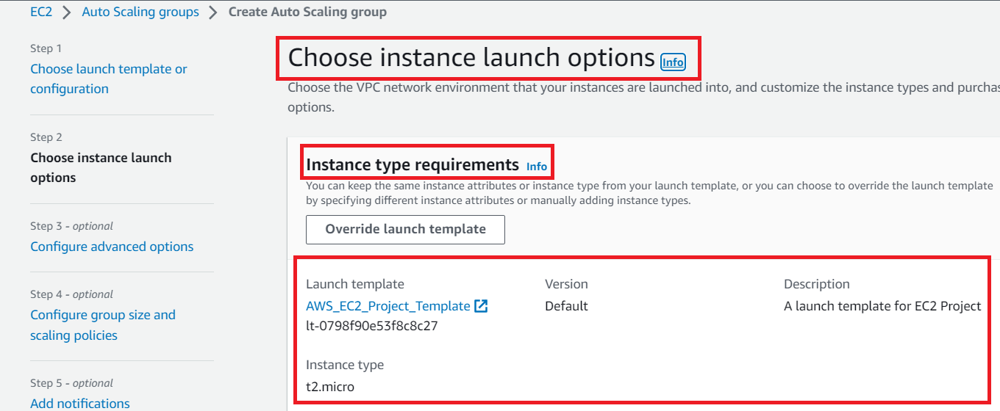 EC2 > Auto Scaling groups > Create Auto Scaling group
Step 1
Choose launch template or
configuration
Step 2
Choose instance launch
options
Step 3 - optional
Configure advanced options
Step 4 - optional
Configure group size and
scaling policies
Step 5 - optional
Add notifications
Choose instance launch options Info
Choose the VPC network environment that your instances are launched into, and customize the instance types and purchas
options.
Instance type requirements Info
You can keep the same instance attributes or instance type from your launch template, or you can choose to override the launch template
by specifying different instance attributes or manually adding instance types.
Override launch template
Launch template
AWS_EC2_Project_Template
lt-0798f90e53f8c8c27
Version
Default
Description
A launch template for EC2 Project
Instance type
t2.micro